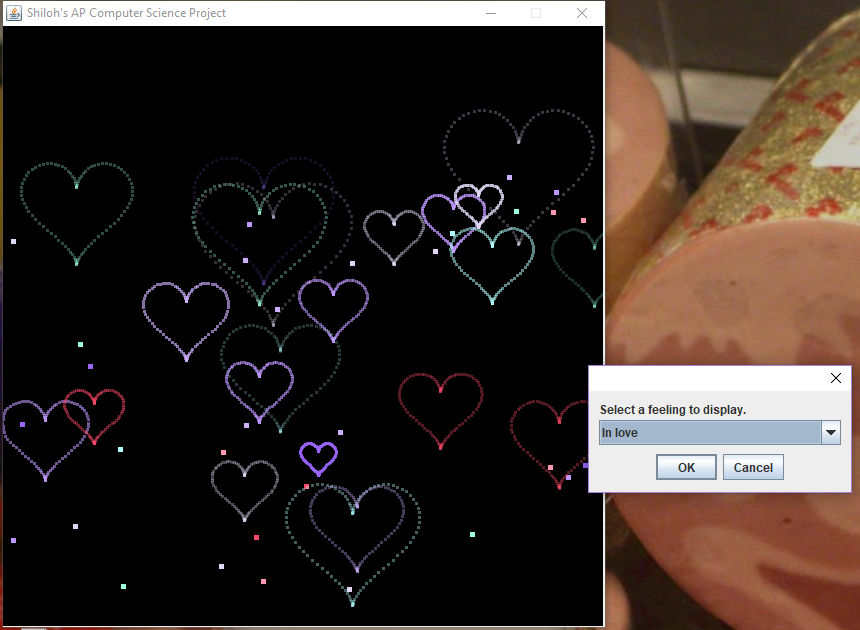 Shiloh's AP Computer Science Project
Select a feeling to display.
In love
OK
Cancel